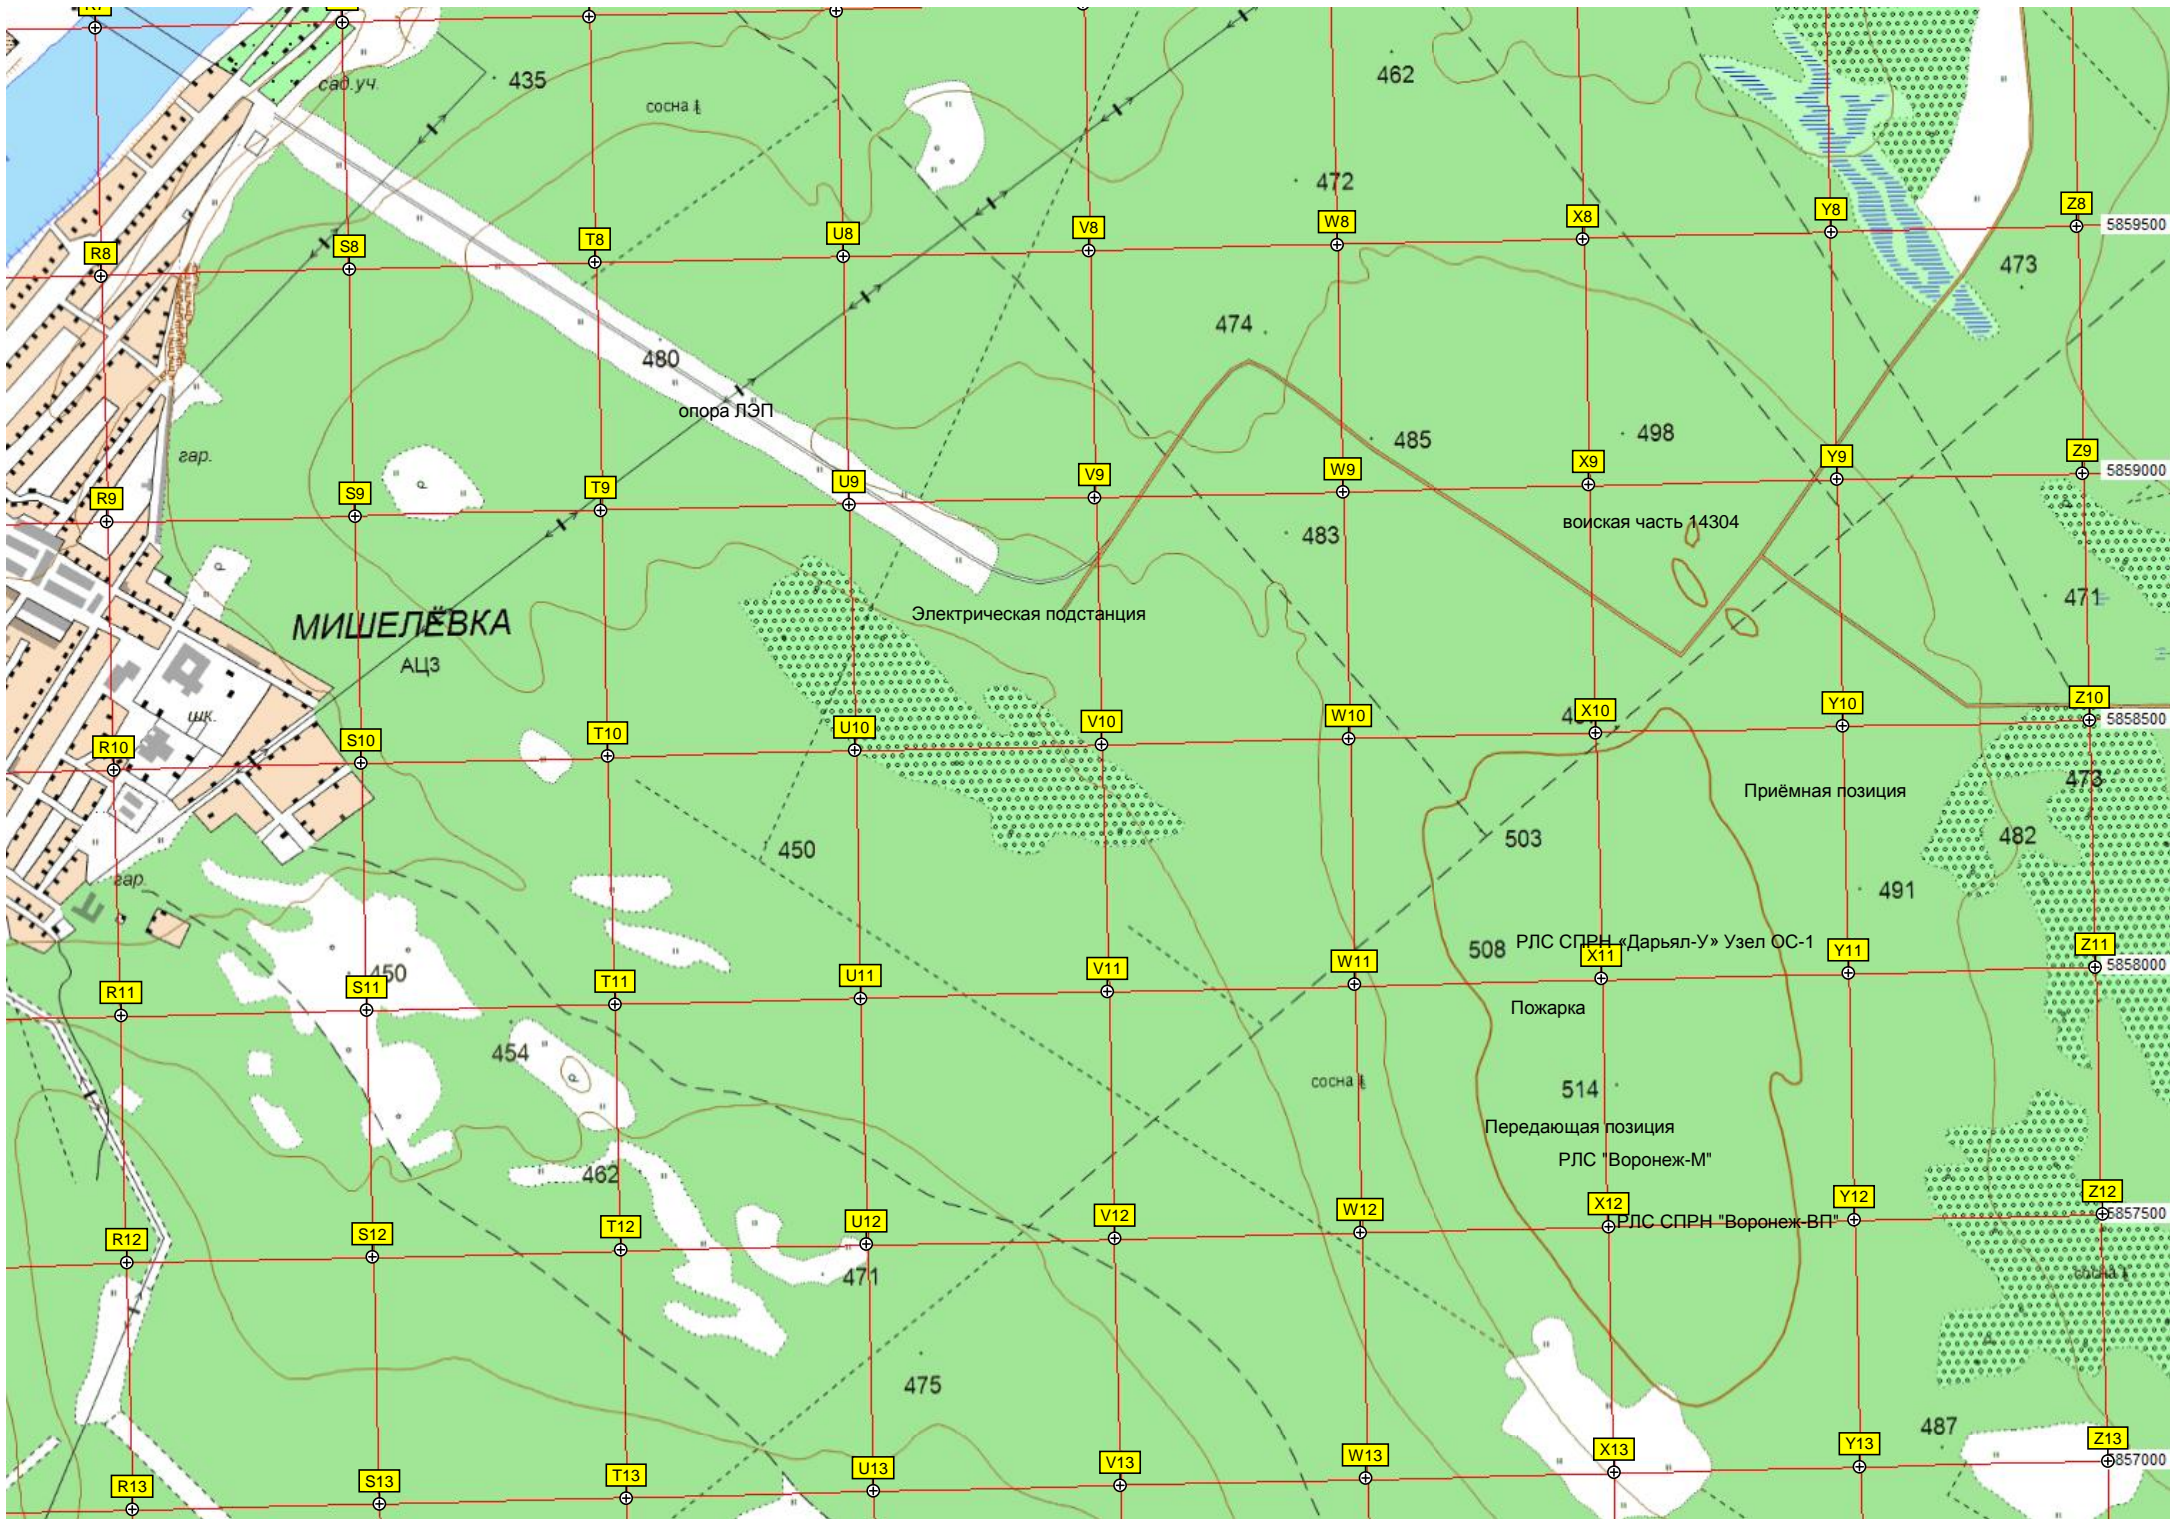 435
462
сад.уч.
сосна
472
Y8
Z8
X8
W8
V8
U8
T8
S8
R8
5859500
473
474
480
опора ЛЭП
485
498
гар.
Z9
Y9
X9
W9
V9
U9
T9
S9
R9
5859000
483
воиская часть 14304
471
МИШЕЛЁВКА
АЦЗ
Электрическая подстанция
шк.
Z10
Y10
X10
W10
V10
U10
T10
S10
R10
5858500
473
Приёмная позиция
450
503
482
гар.
491
508
РЛС СПРН «Дарьял-У» Узел ОС-1
450
Z11
Y11
X11
W11
V11
U11
T11
S11
R11
5858000
Пожарка
454
сосна
514
Передающая позиция
РЛС "Воронеж-М"
462
Z12
Y12
X12
W12
V12
U12
T12
S12
R12
5857500
РЛС СПРН "Воронеж-ВП"
471
сосна
475
487
Z13
Y13
X13
W13
V13
U13
T13
S13
R13
5857000